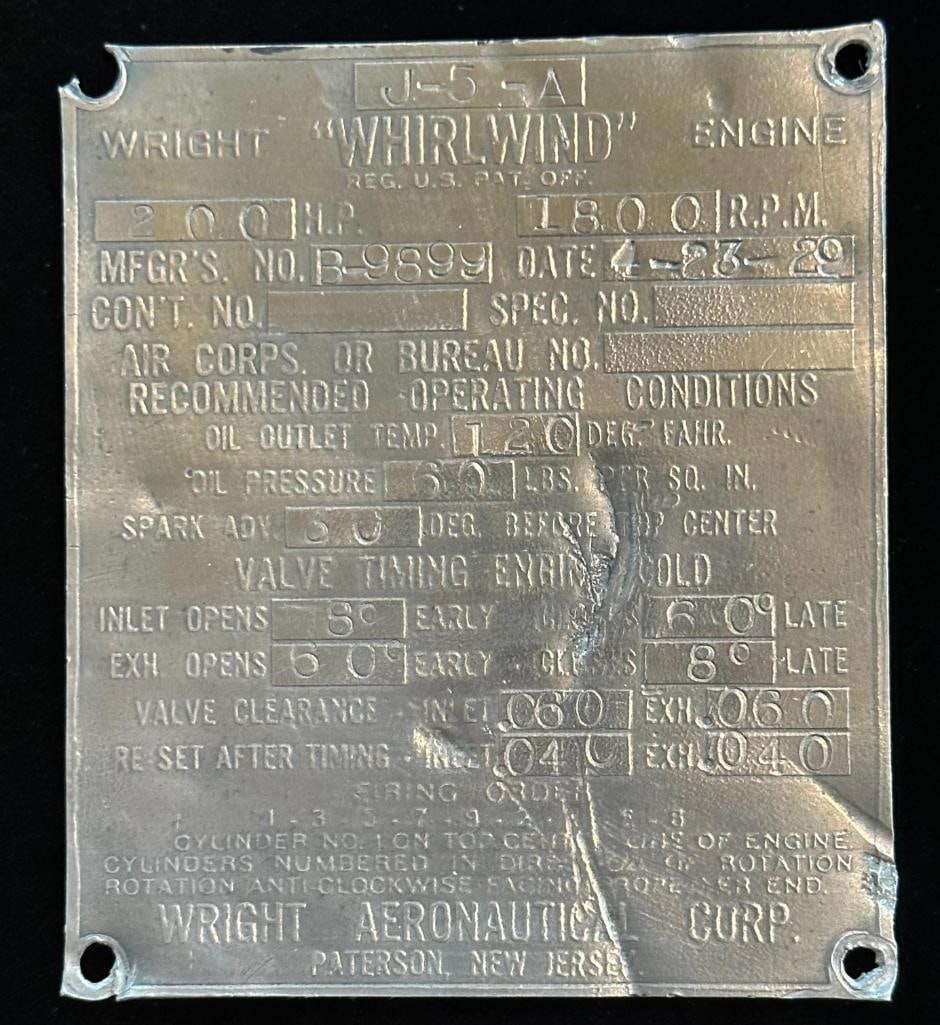 J-5-A
WRIGHT "WHIRLWIND" ENGINE
REG. U.S. PAT. OFF.
200 H.P. 1800 R.P.M.
MFGR'S. NO. B-9899 DATE 4-23-29
CON'T. NO. SPEC. NO.
AIR CORPS. OR BUREAU NO.
RECOMMENDED OPERATING CONDITIONS
OIL OUTLET TEMP. 120 DEG. FAHR.
OIL PRESSURE 60 LBS. PER SQ. IN.
SPARK ADV. 30 DEG. BEFORE TOP CENTER
VALVE TIMING ENGINE COLD
INLET OPENS 8° EARLY 60° LATE
EXH. OPENS 60° EARLY - CLOSES 8° LATE
VALVE CLEARANCE - INLET .060 EXH. .060
RE-SET AFTER TIMING - INLET .040 EXH. .040
FIRING ORDER
1-3-5-7-9-2- -6-8
CYLINDER NO. 1 ON TOP CENTER LINE OF ENGINE.
CYLINDERS NUMBERED IN DIRECTION OF ROTATION
ROTATION ANTI-CLOCKWISE FACING PROPELLER END.
WRIGHT AERONAUTICAL CORP.
PATERSON, NEW JERSEY.